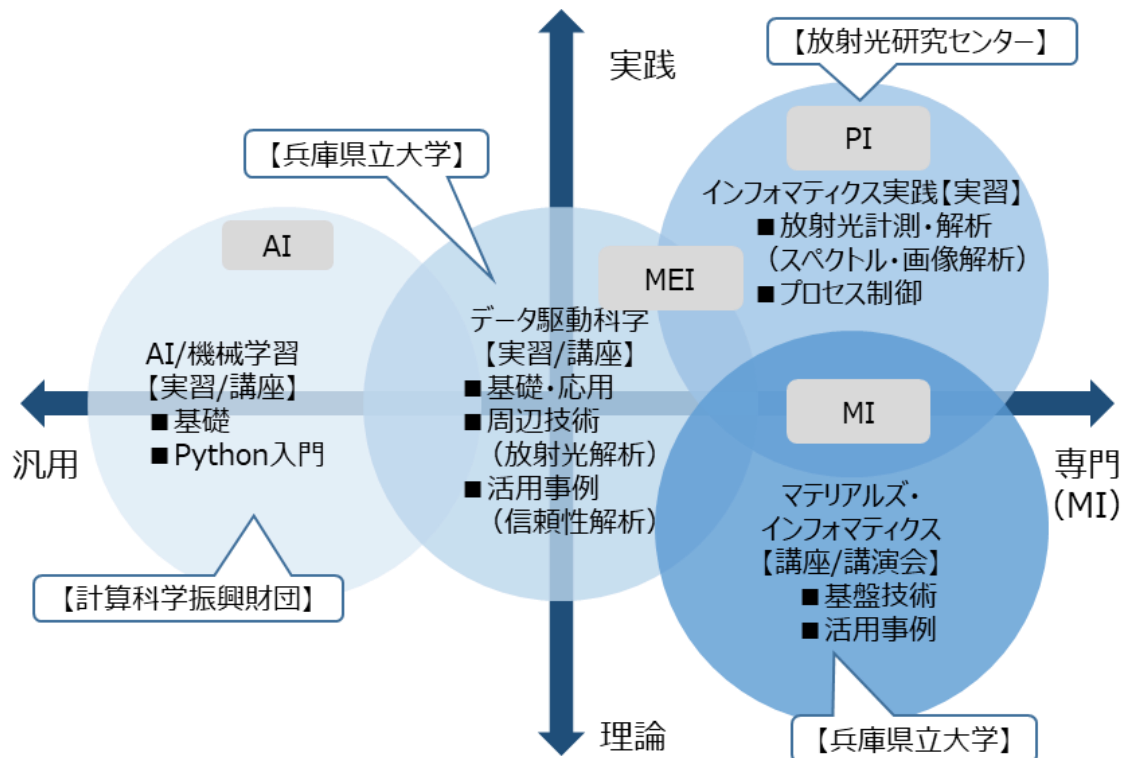 実践
【放射光研究センター】
PI
インフォマティクス実践【実習】
■放射光計測・解析
（スペクトル・画像解析）
■プロセス制御
【兵庫県立大学】
AI
AI/機械学習
【実習/講座】
■基礎
■Python入門
【計算科学振興財団】
MEI
データ駆動科学
【実習/講座】
■基礎・応用
■周辺技術
（放射光解析）
■活用事例
（信頼性解析）
MI
マテリアルズ・
インフォマティクス
【講座/講演会】
■基盤技術
■活用事例
【兵庫県立大学】
汎用
専門
(MI)
理論